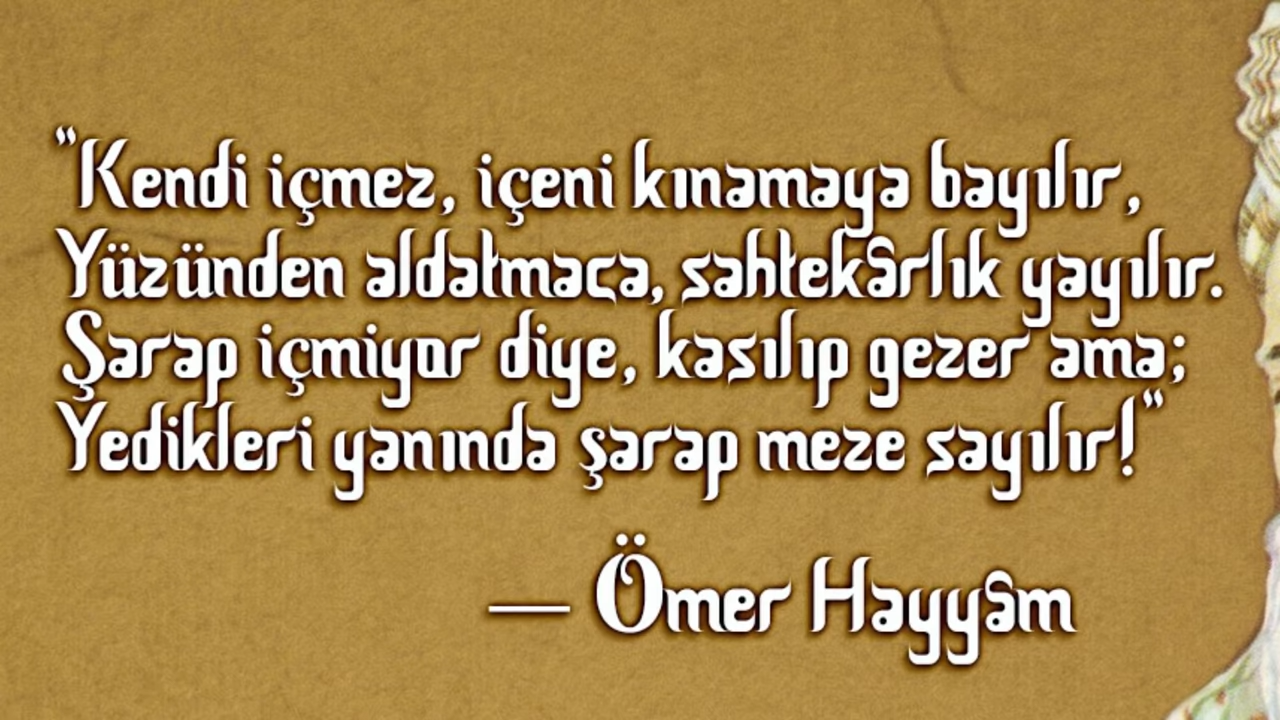 "Kendi içmez, içeni kınamaya bayılır,
Yüzünden aldatmaca, sahtekârlık yayılır.
Şarap içmiyor diye, kasılıp gezer ama;
Yedikleri yanında şarap meze sayılır!"
— Ömer Hayyâm